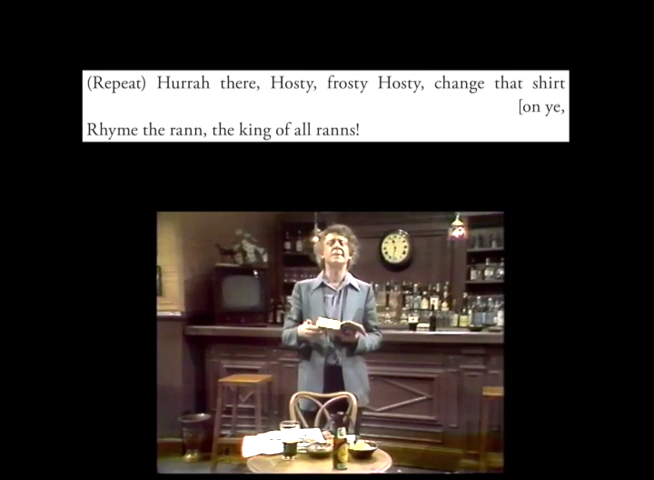 (Repeat) Hurrah there, Hosty, frosty Hosty, change that shirt
[on ye,
Rhyme the rann, the king of all ranns!